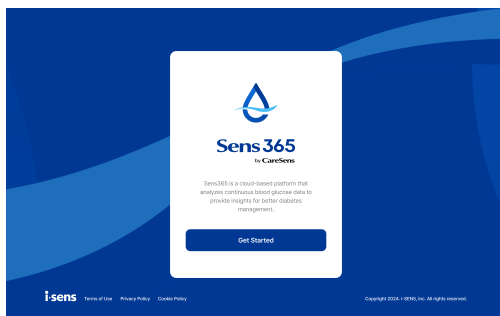 Sens365
by CareSens
Sens365 is a cloud-based platform that
analyzes continuous blood glucose data to
provide insights for better diabetes
management.
Get Started
i-sens Terms of Use Privacy Policy Cookie Policy Copyright 2024. i-SENS, Inc. All rights reserved.